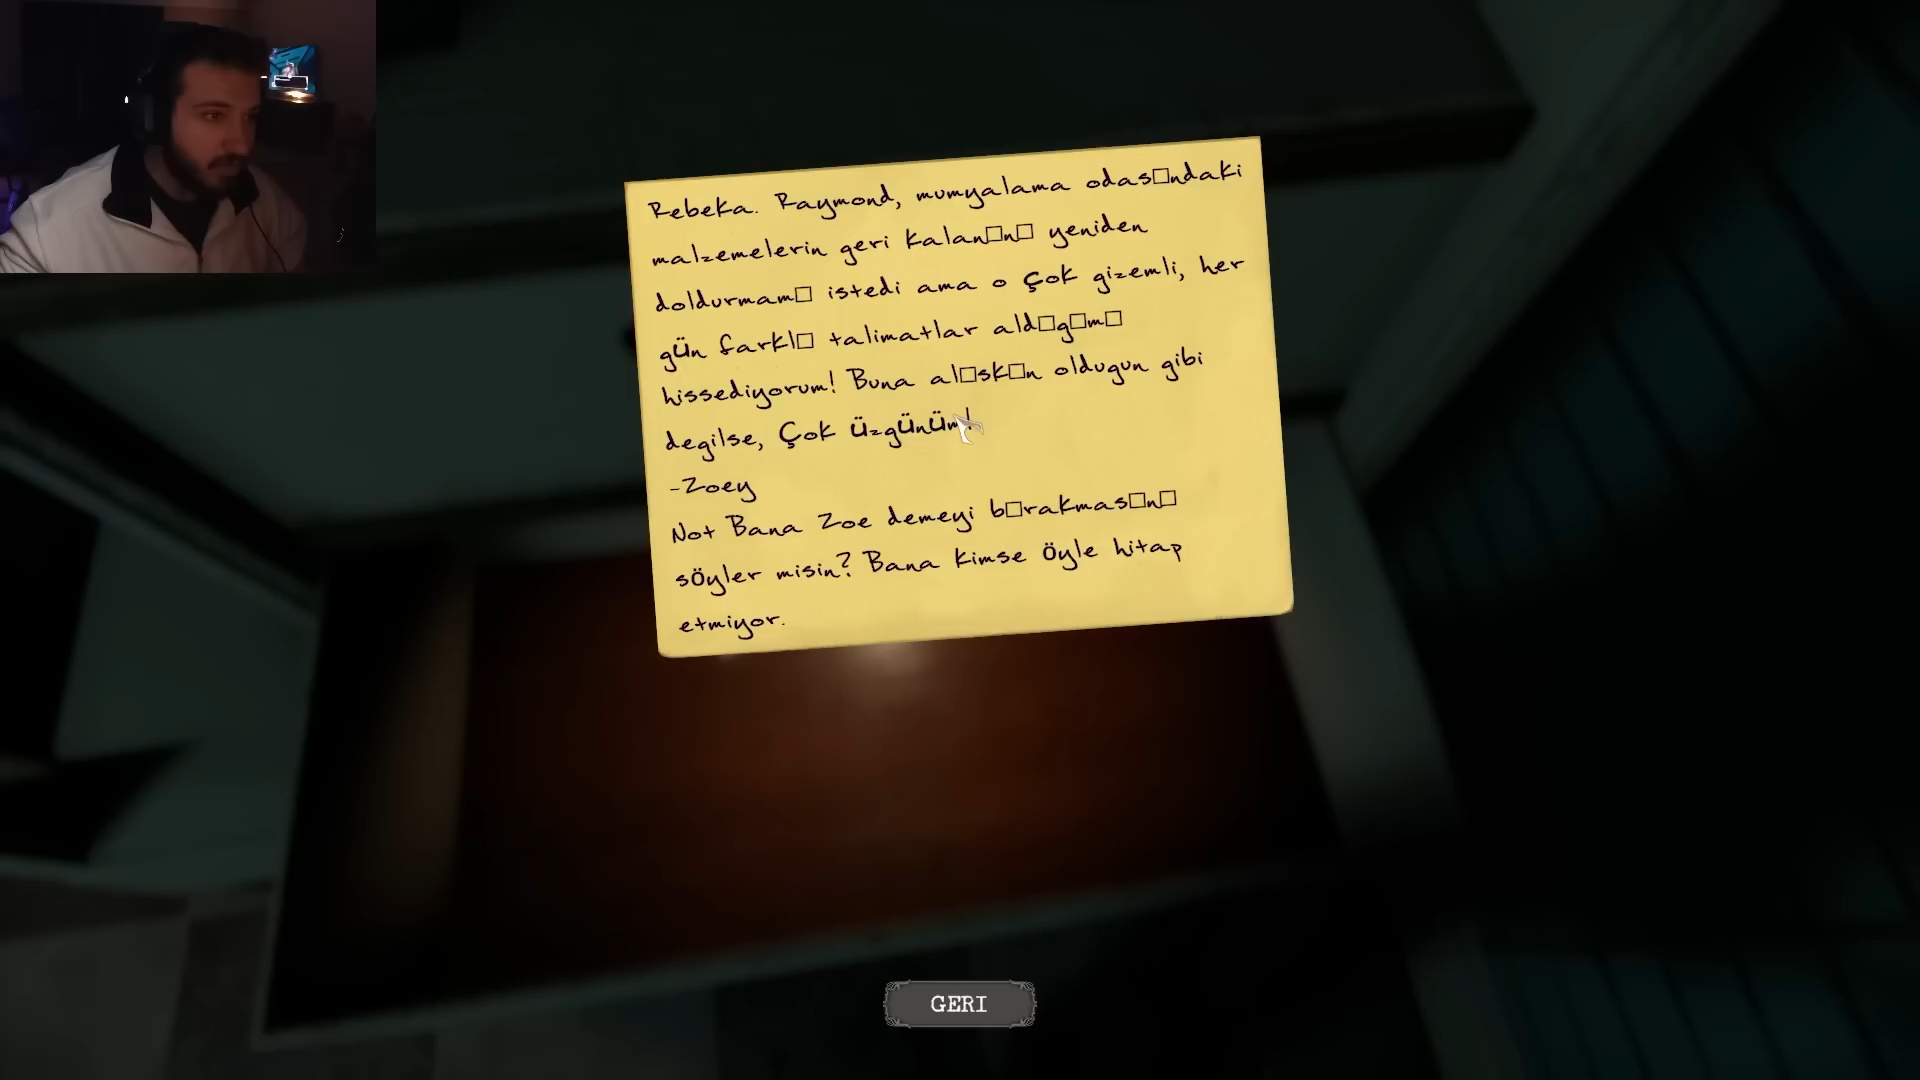 Rebeka. Raymond, mumyalama odas□ndaki
malzemelerin geri kalan□n□ yeniden
doldurmam□ istedi ama o Çok gizemli, her
gÜn farkl□ talimatlar ald□g□m□
hissediyorum! Buna al□sk□n oldugun gibi
degilse, Çok ÜzgÜnÜm!
-Zoey
Not Bana Zoe demeyi b□rakmas□n□
sÖyler misin? Bana kimse Öyle hitap
etmiyor.
GERI